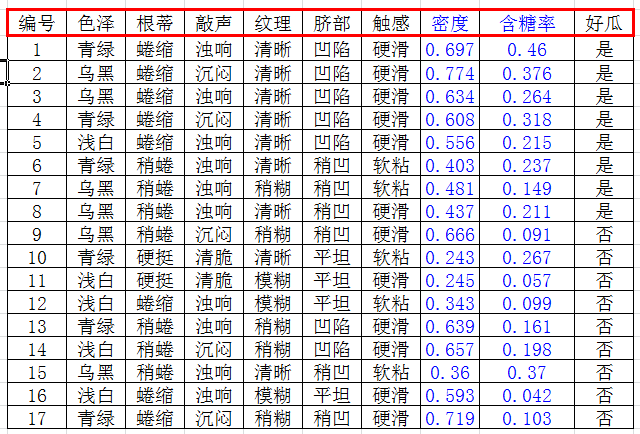 编号 色泽 根蒂 敲声 纹理 脐部 触感 密度 含糖率 好瓜
1 青绿 蜷缩 浊响 清晰 凹陷 硬滑 0.697 0.46 是
2 乌黑 蜷缩 沉闷 清晰 凹陷 硬滑 0.774 0.376 是
3 乌黑 蜷缩 浊响 清晰 凹陷 硬滑 0.634 0.264 是
4 青绿 蜷缩 沉闷 清晰 凹陷 硬滑 0.608 0.318 是
5 浅白 蜷缩 浊响 清晰 凹陷 硬滑 0.556 0.215 是
6 青绿 稍蜷 浊响 清晰 稍凹 软粘 0.403 0.237 是
7 乌黑 稍蜷 浊响 稍糊 稍凹 软粘 0.481 0.149 是
8 乌黑 稍蜷 浊响 清晰 稍凹 硬滑 0.437 0.211 是
9 乌黑 稍蜷 沉闷 稍糊 稍凹 硬滑 0.666 0.091 否
10 青绿 硬挺 清脆 清晰 平坦 软粘 0.243 0.267 否
11 浅白 硬挺 清脆 模糊 平坦 硬滑 0.245 0.057 否
12 浅白 蜷缩 浊响 模糊 平坦 软粘 0.343 0.099 否
13 青绿 稍蜷 浊响 稍糊 凹陷 硬滑 0.639 0.161 否
14 浅白 稍蜷 沉闷 稍糊 凹陷 硬滑 0.657 0.198 否
15 乌黑 稍蜷 浊响 清晰 稍凹 软粘 0.36 0.37 否
16 浅白 蜷缩 浊响 模糊 平坦 硬滑 0.593 0.042 否
17 青绿 蜷缩 沉闷 稍糊 稍凹 硬滑 0.719 0.103 否